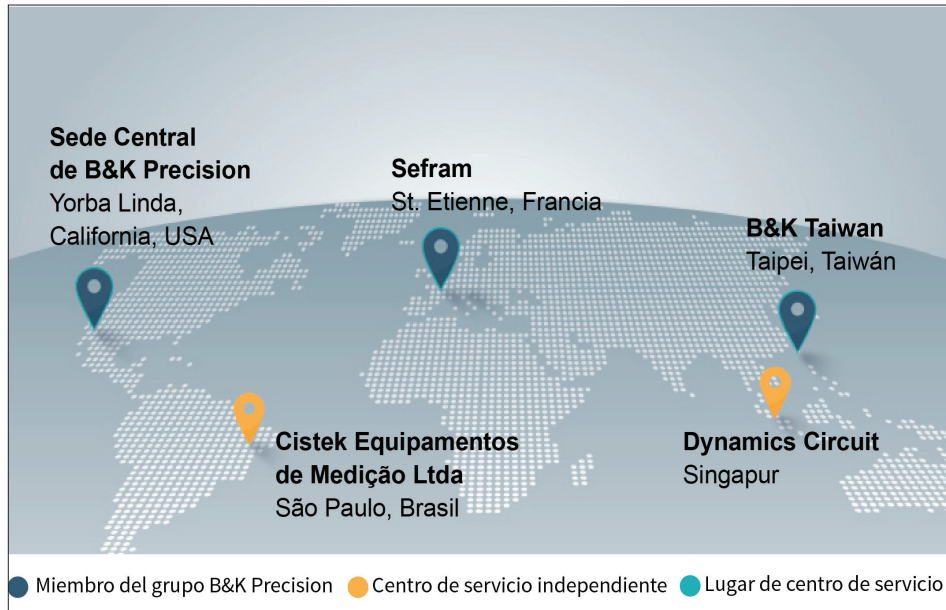 Sede Central
de B&K Precision
Yorba Linda,
California, USA
Sefram
St. Etienne, Francia
B&K Taiwan
Taipei, Taiwán
Cistek Equipamentos
de Medição Ltda
São Paulo, Brasil
Dynamics Circuit
Singapur
Miembro del grupo B&K Precision
Centro de servicio independiente
Lugar de centro de servicio